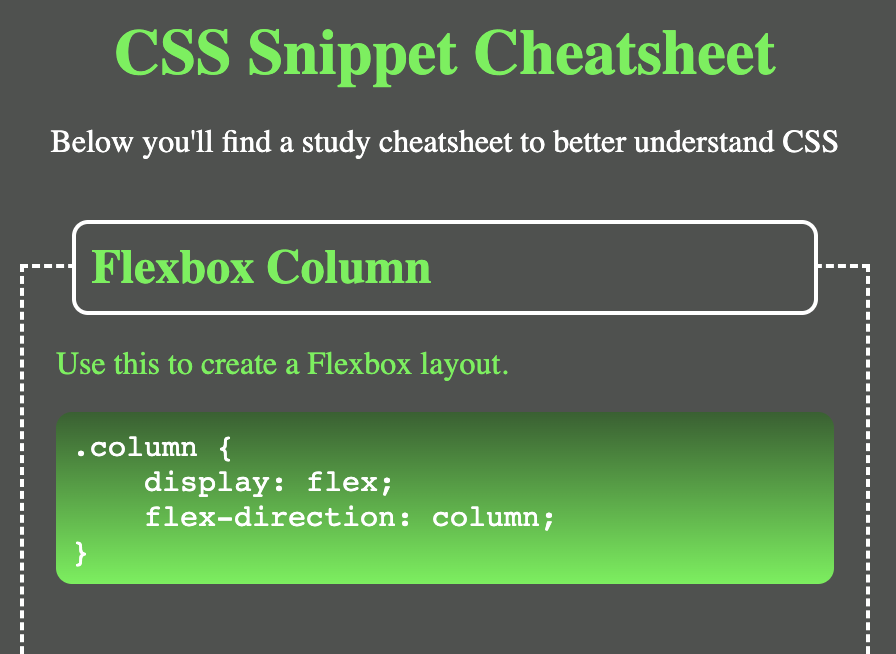 CSS Snippet Cheatsheet
Below you'll find a study cheatsheet to better understand CSS
Flexbox Column
Use this to create a Flexbox layout.
.column {
    display: flex;
    flex-direction: column;
}